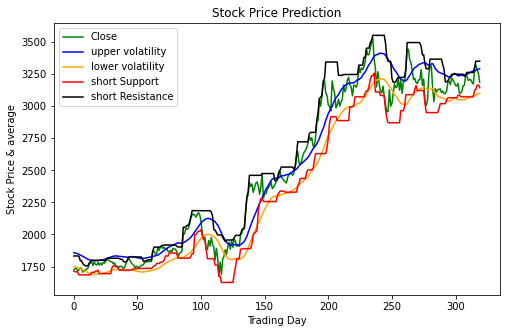 Stock Price Prediction
Close
upper volatility
lower volatility
short Support
short Resistance
Stock Price & average
3500
3250
3000
2750
2500
2250
2000
1750
0 50 100 150 200 250 300
Trading Day